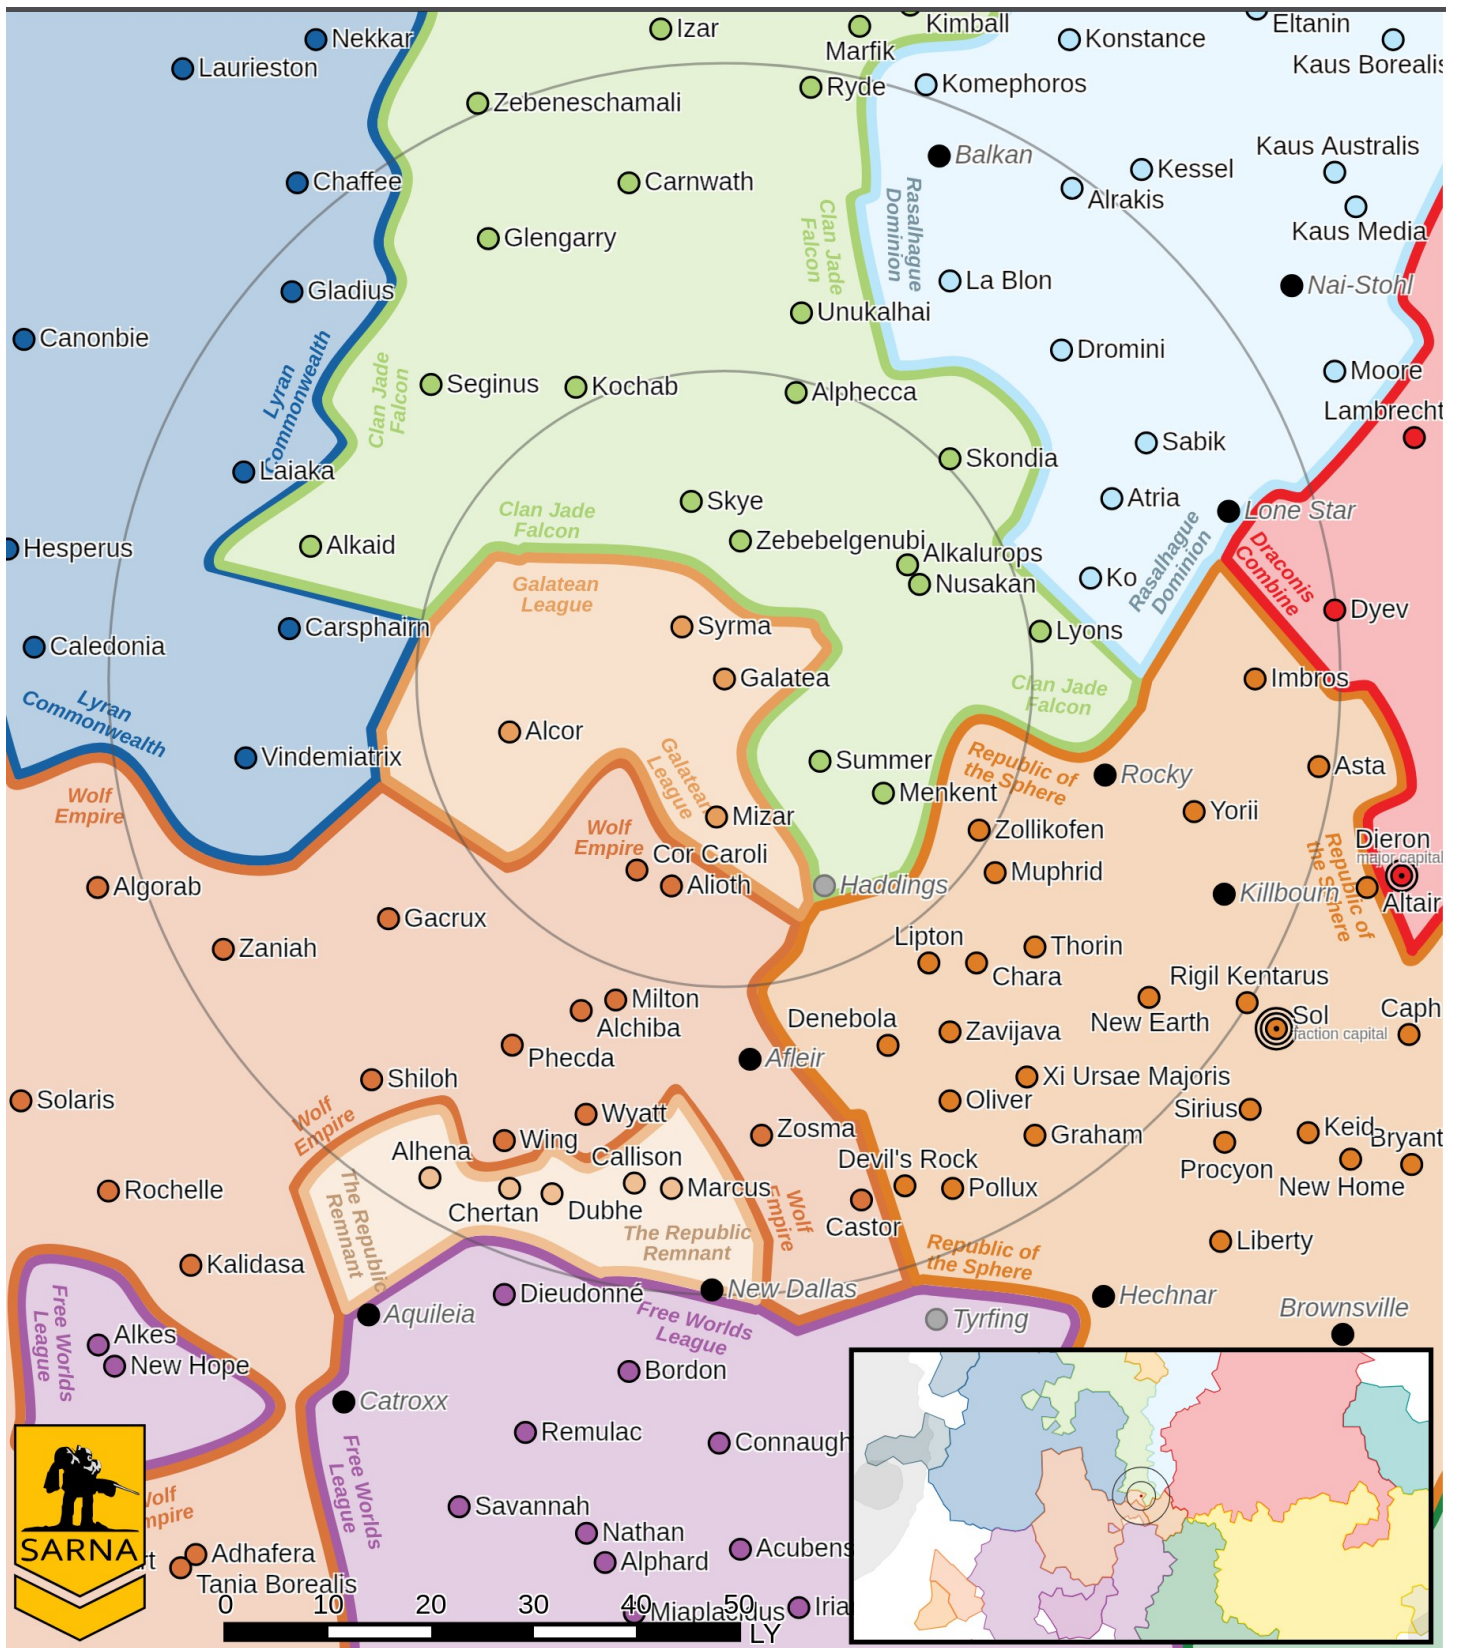 Izar
Kimball
Eltanin
Nekkar
Marfik
Konstance
Kaus Borealis
Laurieston
Ryde
Komephoros
Zebeneschamali
Balkan
Kaus Australis
Kessel
Chaffee
Carnwath
Alrakis
Kaus Media
Glengarry
Clan Jade
Falcon
Rasalhague
Dominion
La Blon
Nai-Stohl
Gladius
Unukalhai
Canonbie
Dromini
Lyran
Commonwealth
Clan Jade
Falcon
Moore
Seginus
Kochab
Alphecca
Lambrecht
Sabik
Skondia
Laiaka
Atria
Skye
Clan Jade
Falcon
Lone Star
Hesperus
Alkaid
Zebebelgenubi
Alkalurops
Nusakan
Ko
Rasalhague
Dominion
Draconis
Combine
Galatean
League
Dyev
Carsphairn
Syrma
Lyons
Caledonia
Galatea
Clan Jade
Falcon
Imbros
Lyran
Commonwealth
Alcor
Vindemiatrix
Galatean
League
Summer
Republic of
the Sphere
Rocky
Asta
Wolf
Empire
Menkent
Yorii
Mizar
Zollikofen
Wolf
Empire
Dieron
major capital
Cor Caroli
Muphrid
Republic of
the Sphere
Algorab
Alioth
Haddings
Killbourn
Altair
Gacrux
Zaniah
Lipton
Thorin
Chara
Rigil Kentarus
Milton
Alchiba
Denebola
Zavijava
New Earth
Sol
faction capital
Caph
Phecda
Afleir
Shiloh
Xi Ursae Majoris
Solaris
Oliver
Sirius
Wolf
Empire
Wyatt
Zosma
Graham
Keid
Bryant
Wing
Alhena
Callison
Devil's Rock
Procyon
New Home
Rochelle
Marcus
Pollux
Chertan
Dubhe
Castor
The Republic
Remnant
The Republic
Remnant
Wolf
Empire
Republic of
the Sphere
Liberty
Kalidasa
Dieudonné
New Dallas
Hechnar
Free Worlds
League
Aquileia
Free Worlds
League
Tyrfing
Brownsville
Alkes
New Hope
Bordon
Catroxx
Remulac
Connaugh
Free Worlds
League
Savannah
Nathan
Acubens
Wolf
mpire
Alphard
SARNA
rt
Adhafera
Tania Borealis
Miaplacidus
Iria
0 10 20 30 40 50
LY